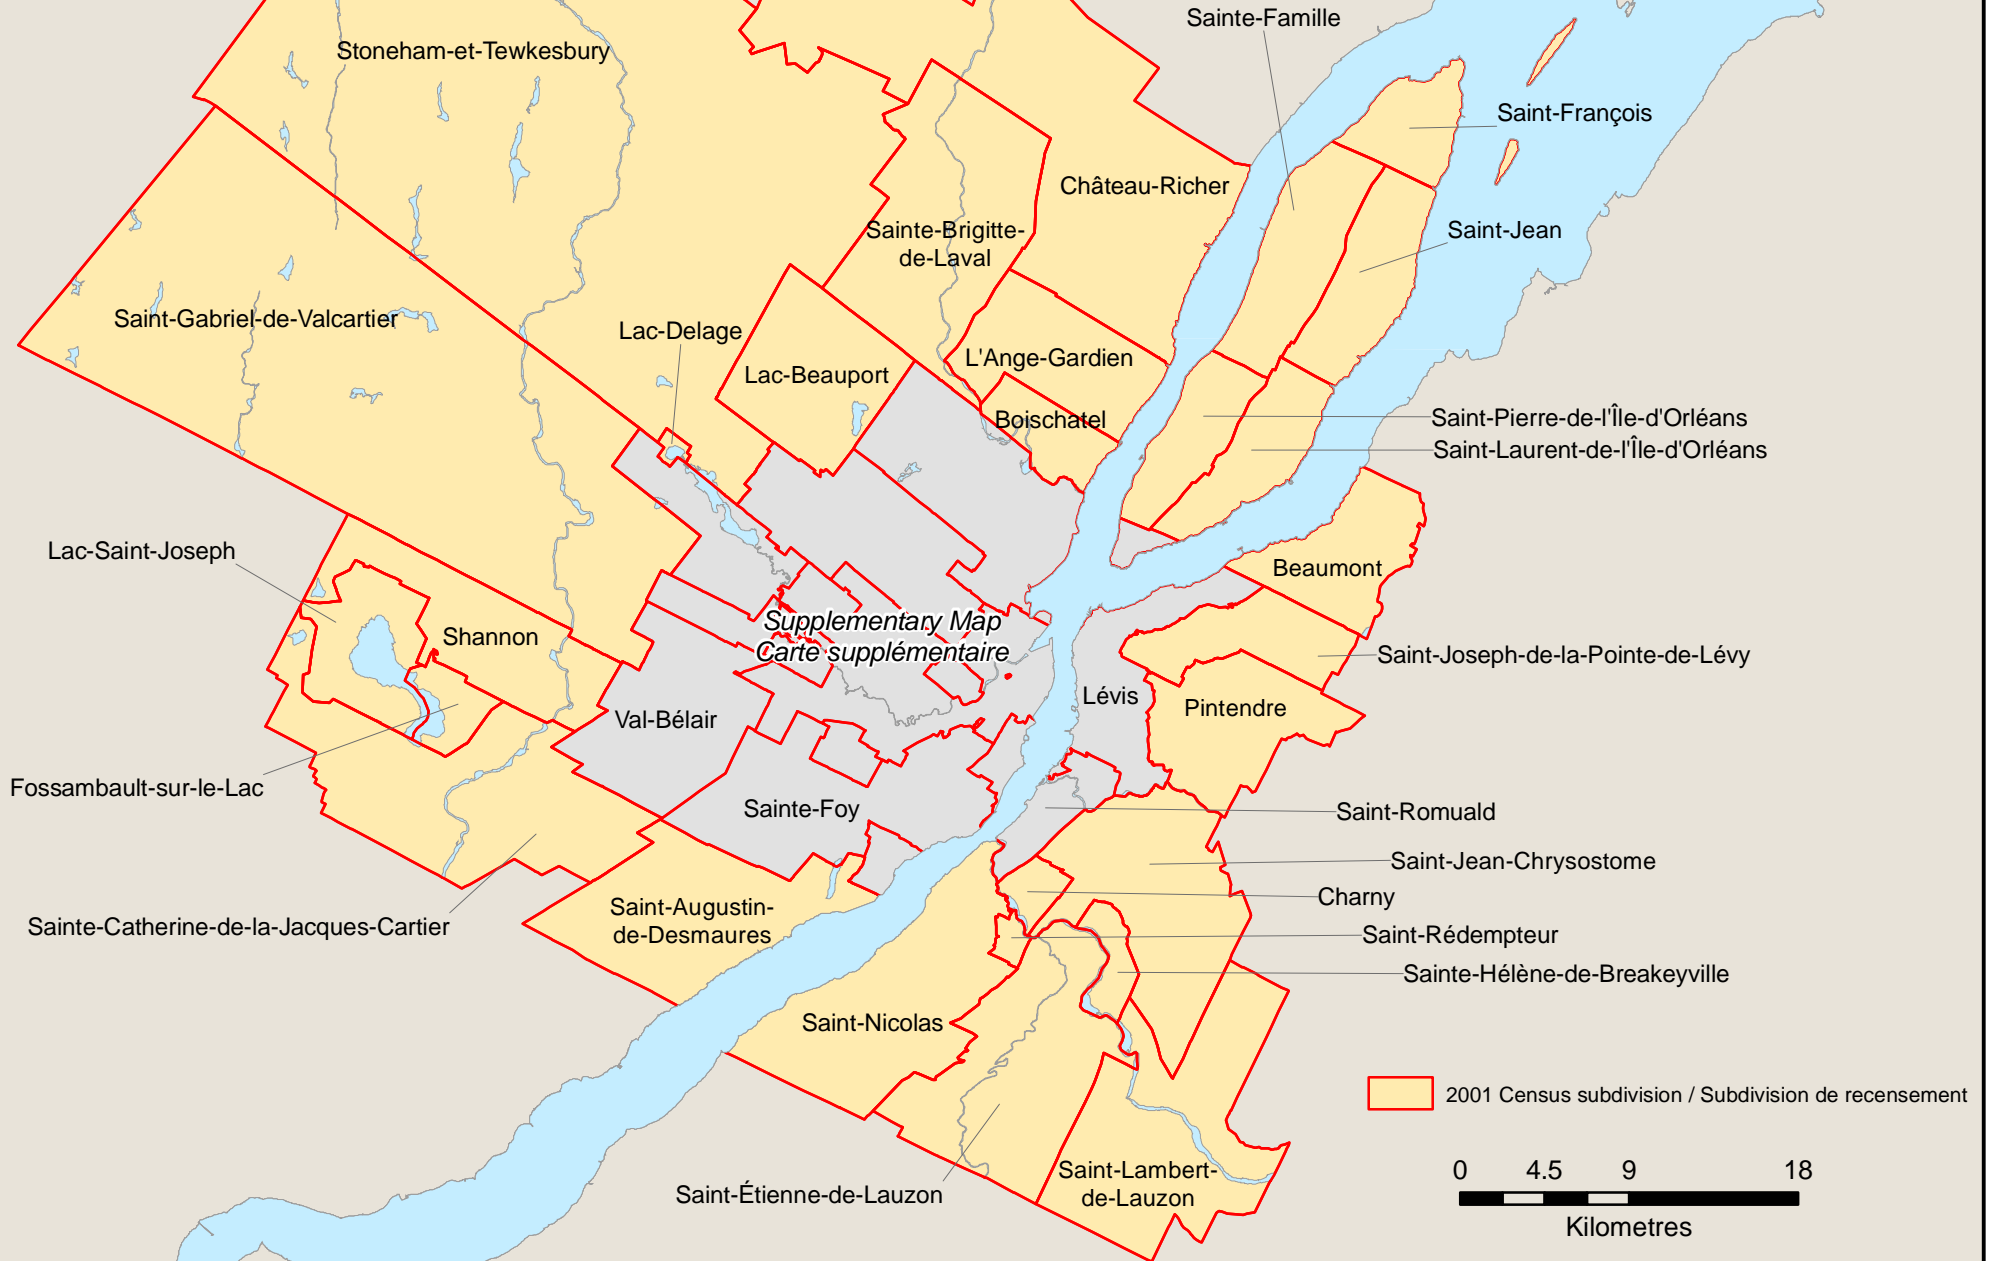 Sainte-Famille
Stoneham-et-Tewkesbury
Saint-François
Château-Richer
Sainte-Brigitte-
de-Laval
Saint-Jean
Saint-Gabriel-de-Valcartier
Lac-Delage
L'Ange-Gardien
Lac-Beauport
Boischatel
Saint-Pierre-de-l'Île-d'Orléans
Saint-Laurent-de-l'Île-d'Orléans
Lac-Saint-Joseph
Beaumont
Supplementary Map
Carte supplémentaire
Shannon
Saint-Joseph-de-la-Pointe-de-Lévy
Lévis
Pintendre
Val-Bélair
Fossambault-sur-le-Lac
Sainte-Foy
Saint-Romuald
Saint-Jean-Chrysostome
Charny
Sainte-Catherine-de-la-Jacques-Cartier
Saint-Augustin-
de-Desmaures
Saint-Rédempteur
Sainte-Hélène-de-Breakeyville
Saint-Nicolas
2001 Census subdivision / Subdivision de recensement
Saint-Étienne-de-Lauzon
Saint-Lambert-
de-Lauzon
0 4.5 9 18
Kilometres